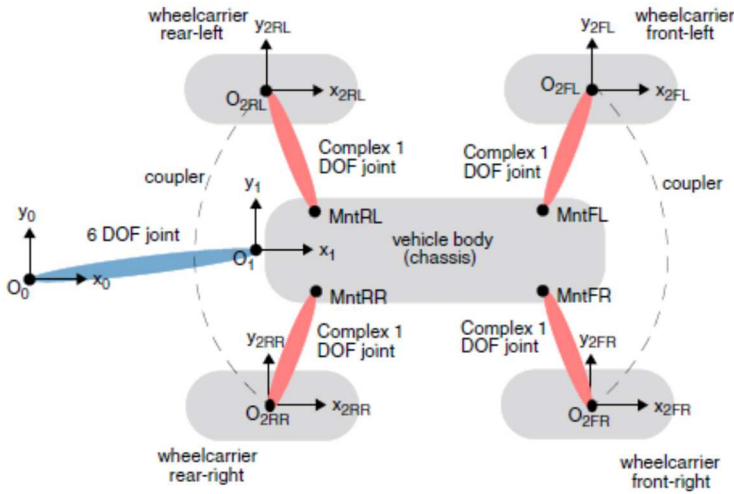 wheelcarrier
rear-left
y2RL
O2RL
x2RL
wheelcarrier
front-left
y2FL
O2FL
x2FL
Complex 1
DOF joint
Complex 1
DOF joint
coupler
coupler
y0
6 DOF joint
y1
MntRL
MntFL
vehicle body
(chassis)
O0
x0
O1
x1
MntRR
MntFR
y2RR
Complex 1
DOF joint
Complex 1
DOF joint
y2FR
O2RR
x2RR
O2FR
x2FR
wheelcarrier
rear-right
wheelcarrier
front-right